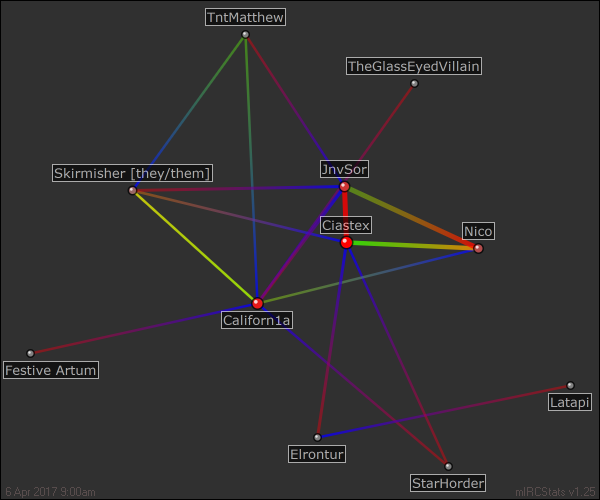 TntMatthew
TheGlassEyedVillain
Skirmisher [they/them]
JnvSor
Ciastex
Nico
Californ1a
Festive Artum
Latapi
Elrontur
StarHorder
6 Apr 2017 9:00am
mIRCStats v1.25